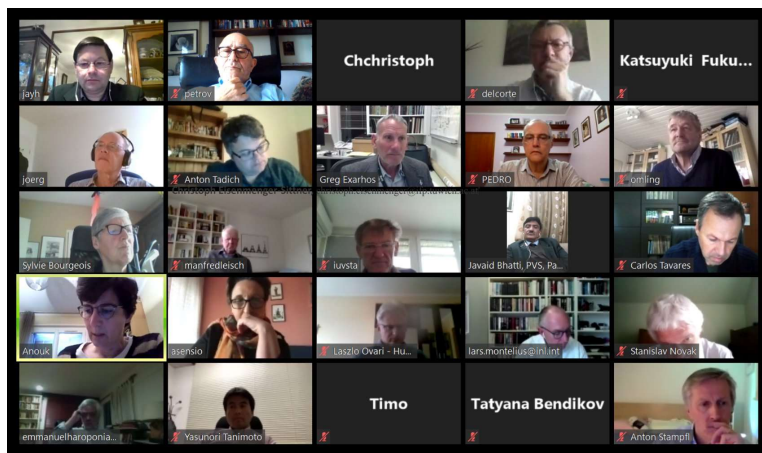 jayh
petrov
Chchristoph
delcorte
Katsuyuki Fuku...
joerg
Anton Tadich
Greg Exarhos
PEDRO
omling
Sylvie Bourgeois
manfredleisch
iuvsta
Javaid Bhatti, PVS, Pa...
Carlos Tavares
Anouk
asensio
Laszlo Ovari - Hu...
lars.montelius@inl.int
Stanislav Novak
emmanuelharoponia...
Yasunori Tanimoto
Timo
Tatyana Bendikov
Anton Stampfl